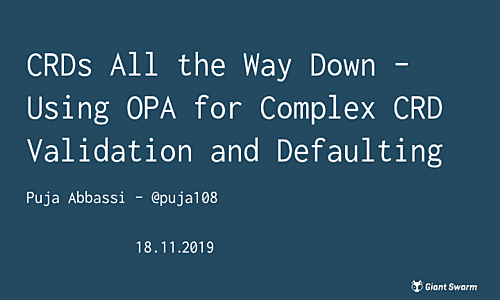 CRDs All the Way Down –
Using OPA for Complex CRD
Validation and Defaulting
Puja Abbassi – @puja108
18.11.2019
Giant Swarm